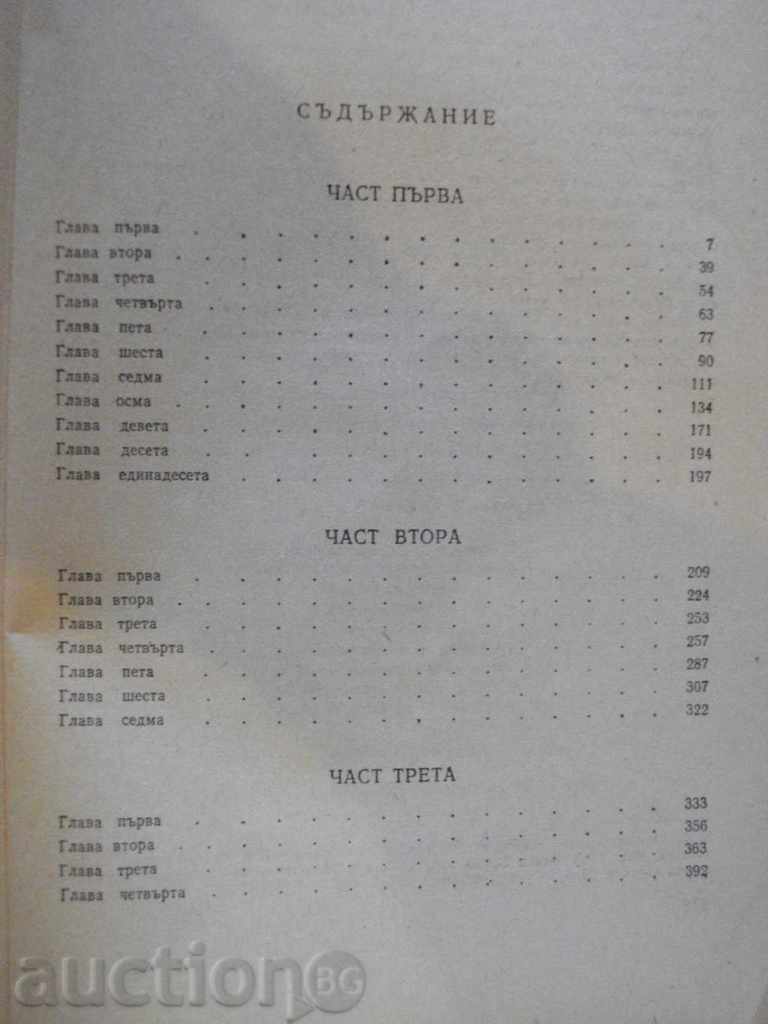 СЪДЪРЖАНИЕ
ЧАСТ ПЪРВА
Глава първа . . . . . . . . . . . . . . . . . 7
Глава втора . . . . . . . . . . . . . . . . . 39
Глава трета . . . . . . . . . . . . . . . . . 54
Глава четвърта . . . . . . . . . . . . . . . . . 63
Глава пета . . . . . . . . . . . . . . . . . 77
Глава шеста . . . . . . . . . . . . . . . . . 90
Глава седма . . . . . . . . . . . . . . . . . 111
Глава осма . . . . . . . . . . . . . . . . . 134
Глава девета . . . . . . . . . . . . . . . . . 171
Глава десета . . . . . . . . . . . . . . . . . 194
Глава единадесета . . . . . . . . . . . . . . . . 197
ЧАСТ ВТОРА
Глава първа . . . . . . . . . . . . . . . . . 209
Глава втора . . . . . . . . . . . . . . . . . 224
Глава трета . . . . . . . . . . . . . . . . . 253
Глава четвърта . . . . . . . . . . . . . . . . . 257
Глава пета . . . . . . . . . . . . . . . . . 287
Глава шеста . . . . . . . . . . . . . . . . . 307
Глава седма . . . . . . . . . . . . . . . . . 322
ЧАСТ ТРЕТА
Глава първа . . . . . . . . . . . . . . . . . 333
Глава втора . . . . . . . . . . . . . . . . . 356
Глава трета . . . . . . . . . . . . . . . . . 363
Глава четвърта . . . . . . . . . . . . . . . . . 392
auction BG